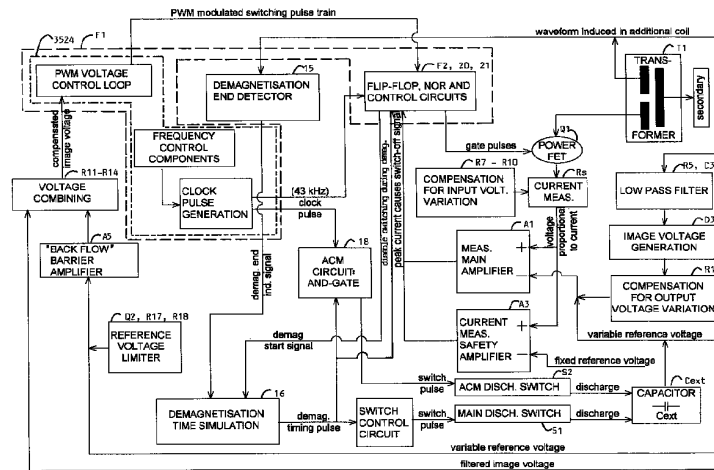 PWM modulated switching pulse train
F1
3524
waveform induced in additional coil
T1
15
F2, 20, 21
PWM VOLTAGE
CONTROL LOOP
DEMAGNETISATION
END DETECTOR
FLIP-FLOP, NOR AND
CONTROL CIRCUITS
TRANS-
FORMER
secondary
compensated
image voltage
FREQUENCY CONTROL
COMPONENTS
gate pulses
Q1
POWER
FET
R11-R14
VOLTAGE
COMBINING
CLOCK
PULSE
GENERATION
(43 kHz)
clock
pulse
R7 - R10
COMPENSATION
FOR INPUT VOLT.
VARIATION
Rs
CURRENT
MEAS.
R5, C3
LOW PASS FILTER
disable switching during demag.
peak current causes switch-off signal
voltage
proportional
to current
D3
IMAGE VOLTAGE
GENERATION
A5
"BACK FLOW"
BARRIER
AMPLIFIER
demag. end
ind. signal
18
ACM
CIRCUIT:
AND-GATE
A1
MEAS.
MAIN
AMPLIFIER
+
−
COMPENSATION
FOR OUTPUT
VOLTAGE VARIATION
Q2, R17, R18
REFERENCE
VOLTAGE
LIMITER
demag
start signal
A3
CURRENT
MEAS.
SAFETY
AMPLIFIER
+
−
variable reference voltage
fixed reference voltage
16
DEMAGNETISATION
TIME SIMULATION
demag.
timing pulse
SWITCH
CONTROL
CIRCUIT
switch
pulse
S2
ACM DISCH. SWITCH
discharge
Cext
CAPACITOR
Cext
switch
pulse
MAIN DISCH. SWITCH
discharge
S1
variable reference voltage
filtered image voltage